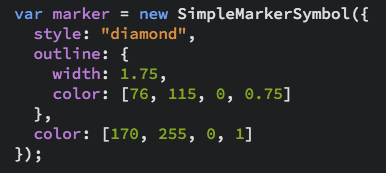 var marker = new SimpleMarkerSymbol({
  style: "diamond",
  outline: {
    width: 1.75,
    color: [76, 115, 0, 0.75]
  },
  color: [170, 255, 0, 1]
});